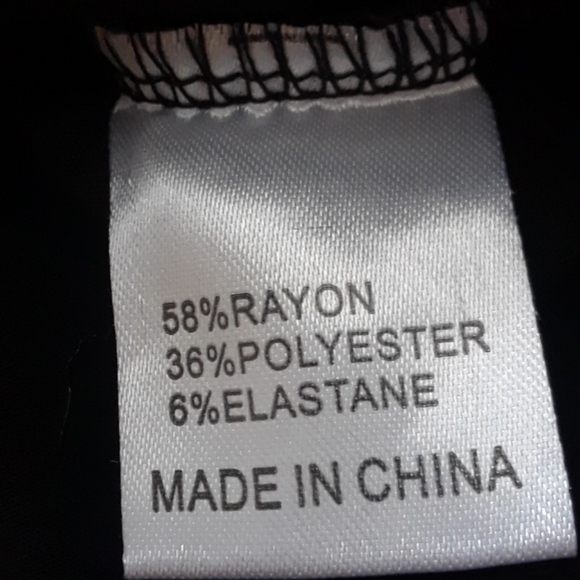 58%RAYON
36%POLYESTER
6%ELASTANE
MADE IN CHINA